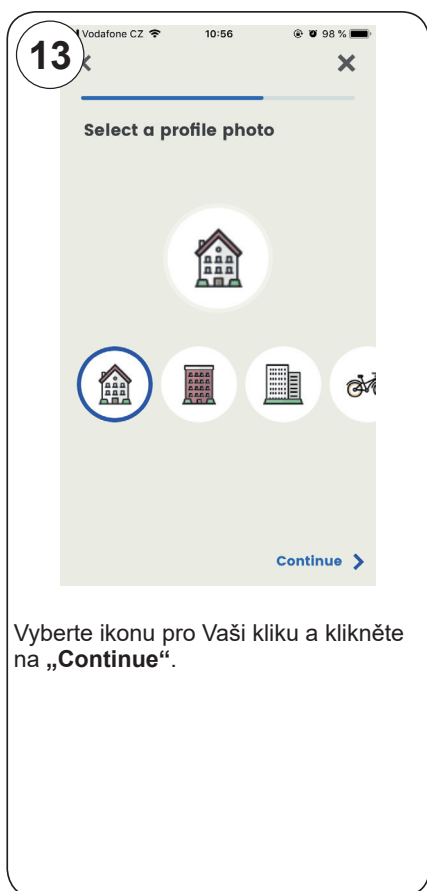 13
Vodafone CZ 10:56 98 %
Select a profile photo
Continue
Vyberte ikonu pro Vaši kliku a klikněte
na „Continue“.